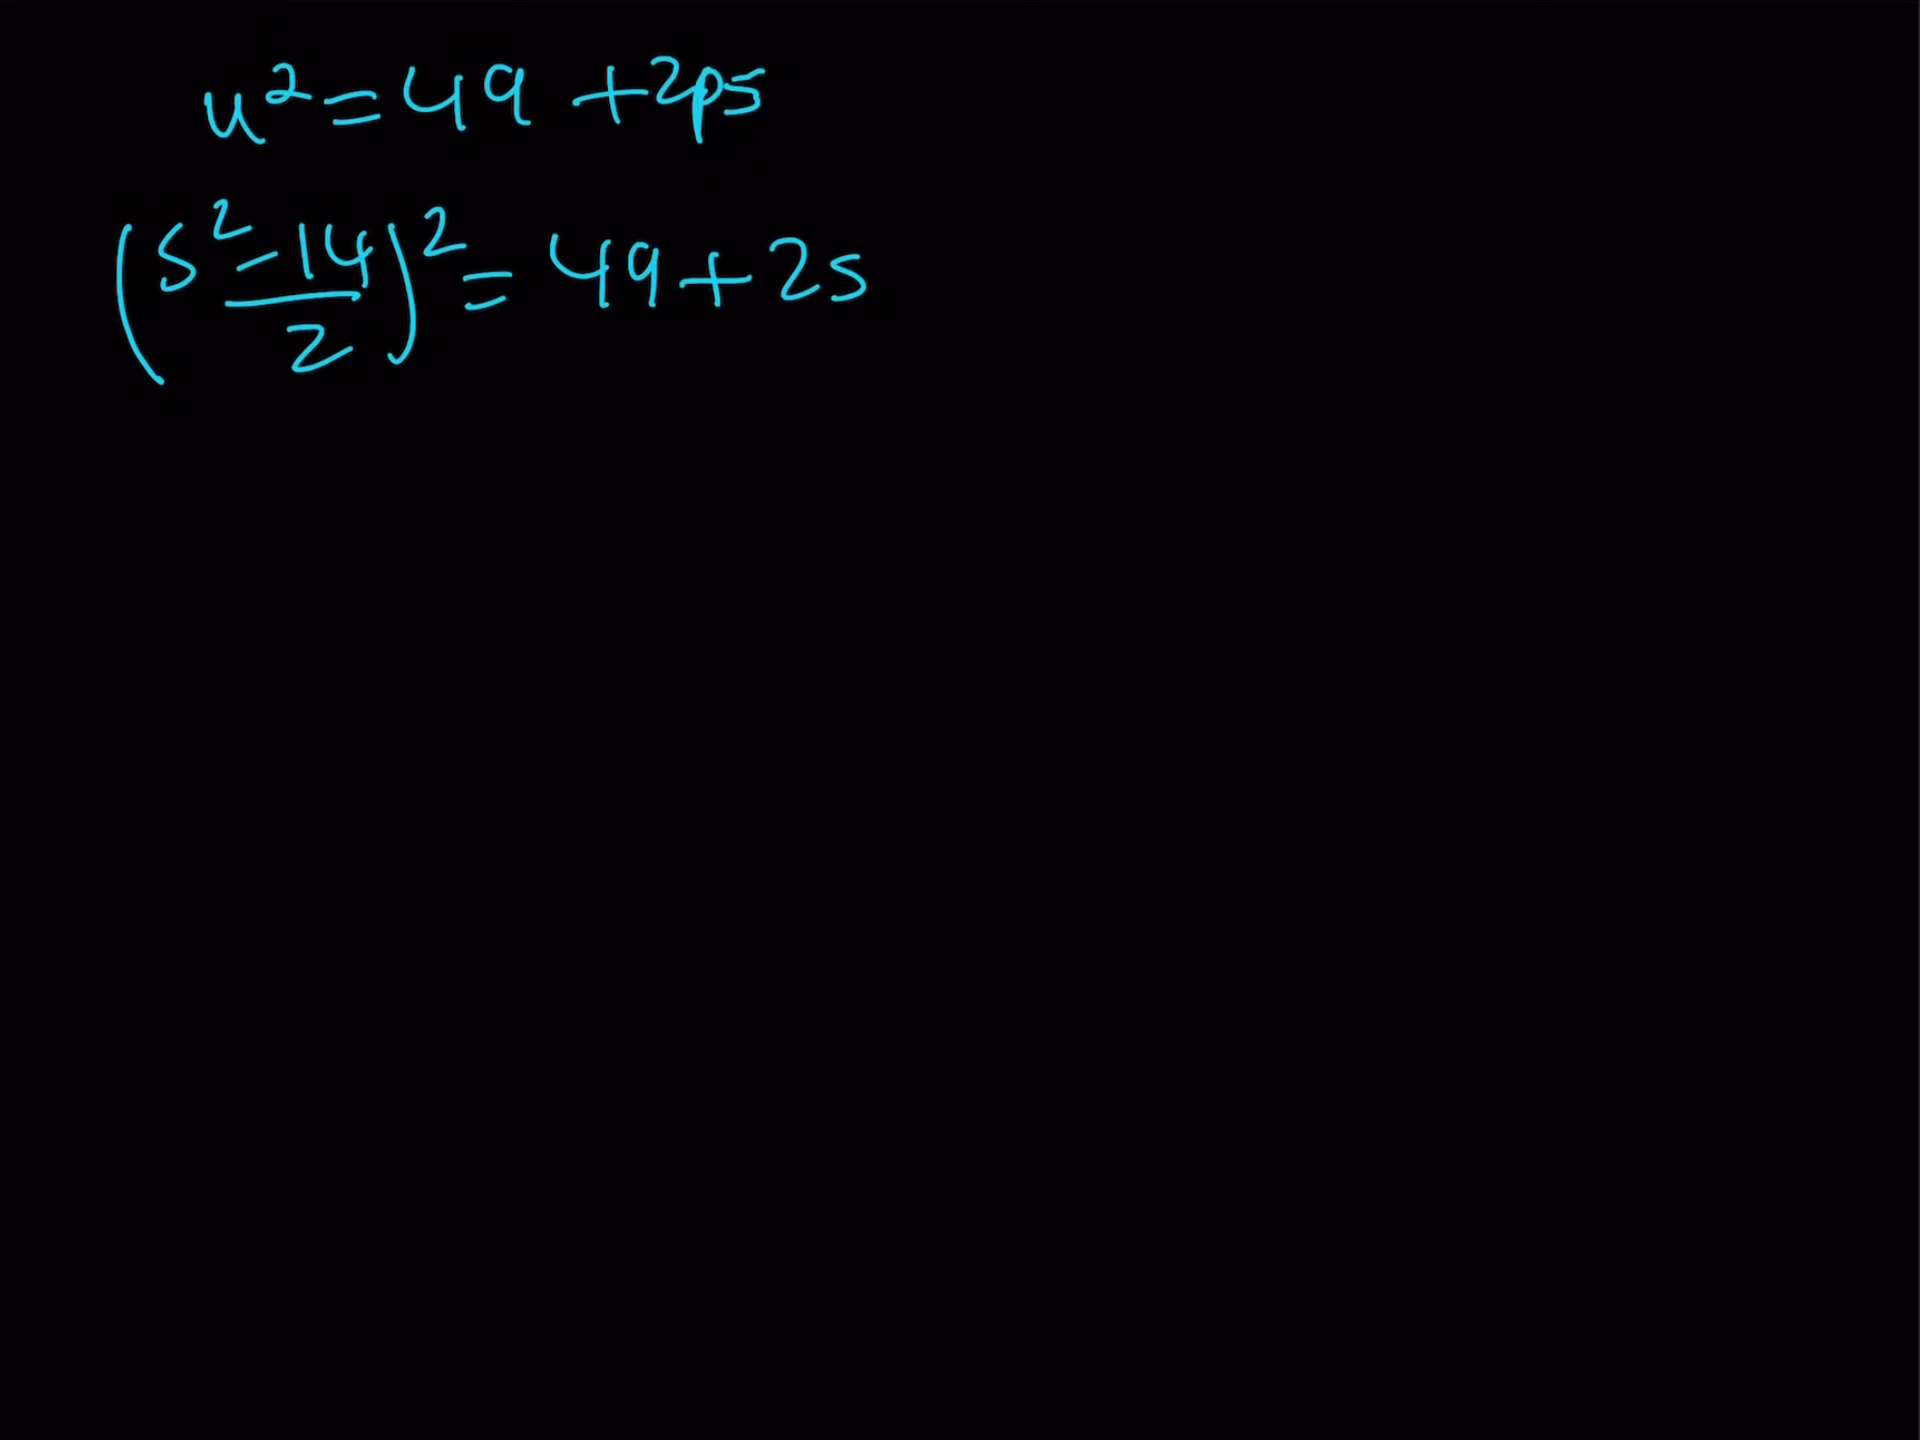 u² = 49 + 2ps
(s² - 14 / 2)² = 49 + 2s